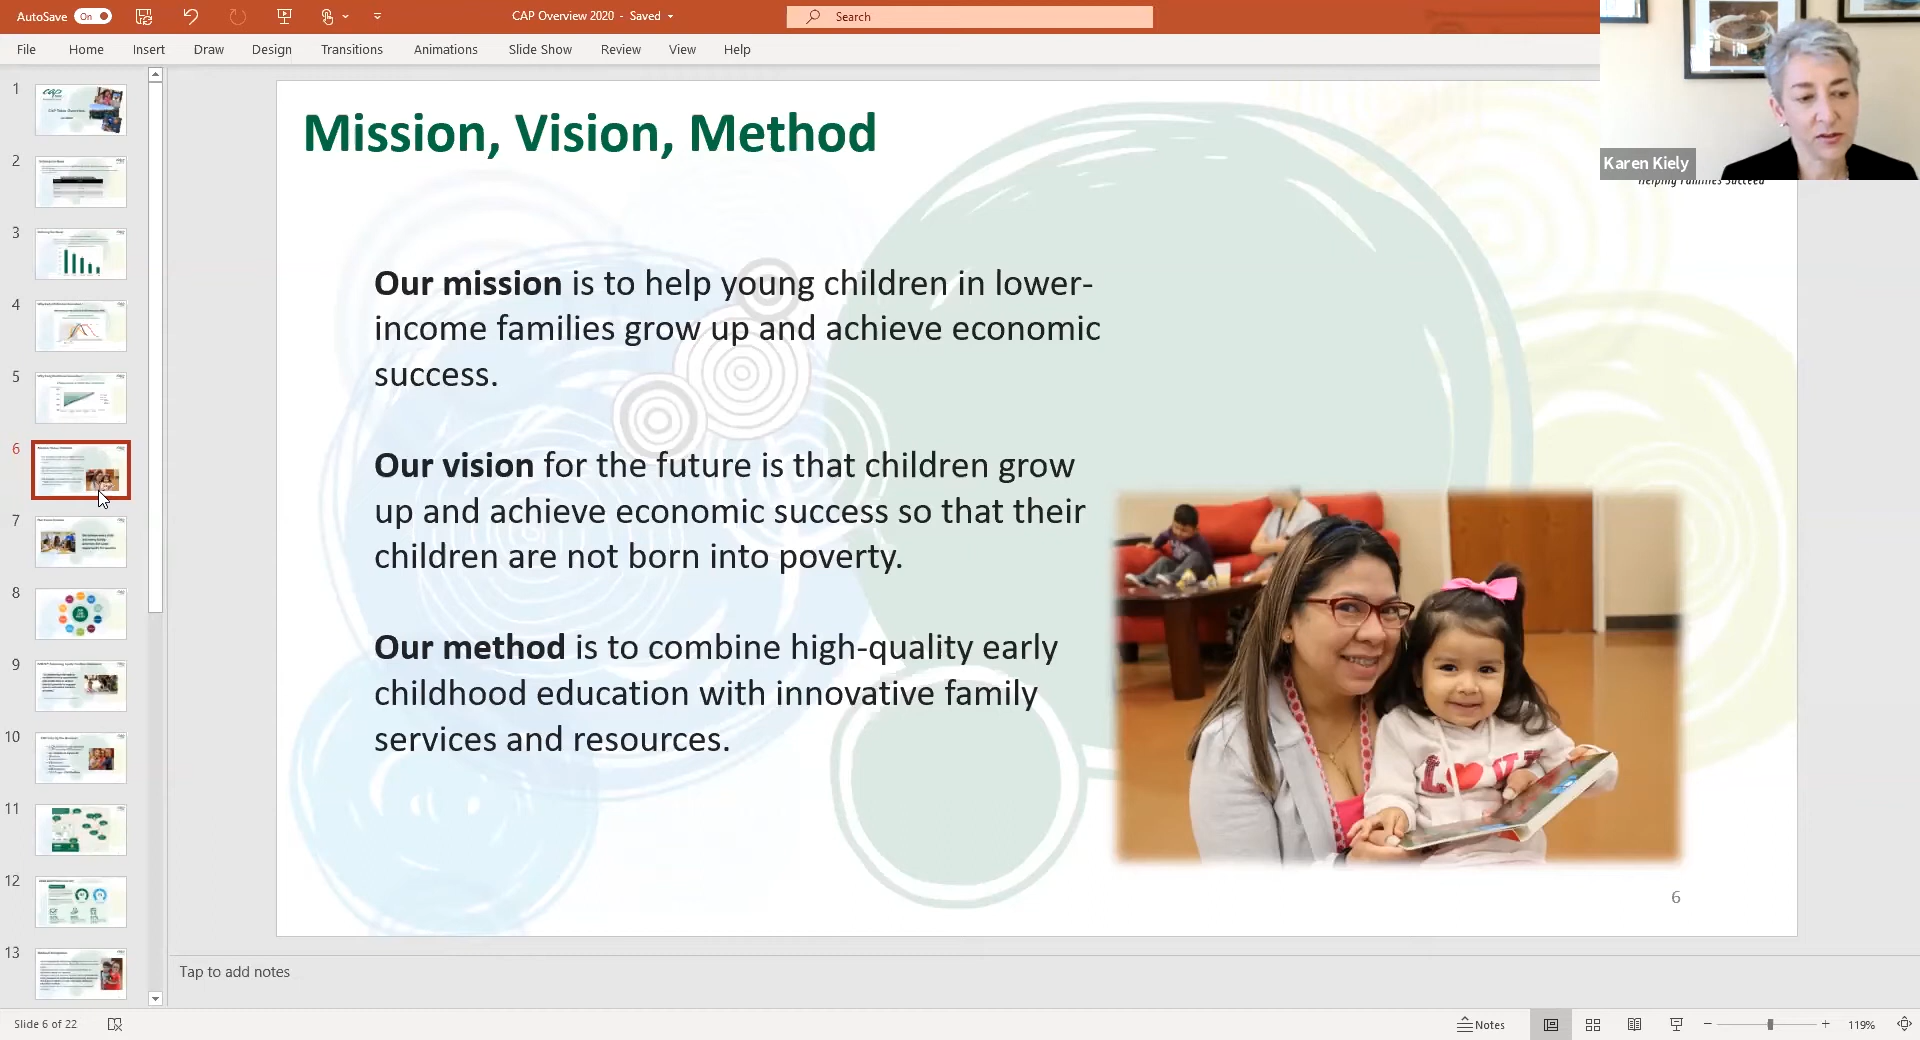 AutoSave On
CAP Overview 2020 - Saved
Search
File Home Insert Draw Design Transitions Animations Slide Show Review View Help
Karen Kiely
Helping Families Succeed
Mission, Vision, Method
Our mission is to help young children in lower-
income families grow up and achieve economic
success.
Our vision for the future is that children grow
up and achieve economic success so that their
children are not born into poverty.
Our method is to combine high-quality early
childhood education with innovative family
services and resources.
LOVE
6
1
2
3
4
5
6
7
8
9
10
11
12
13
Tap to add notes
Slide 6 of 22
Notes
119%